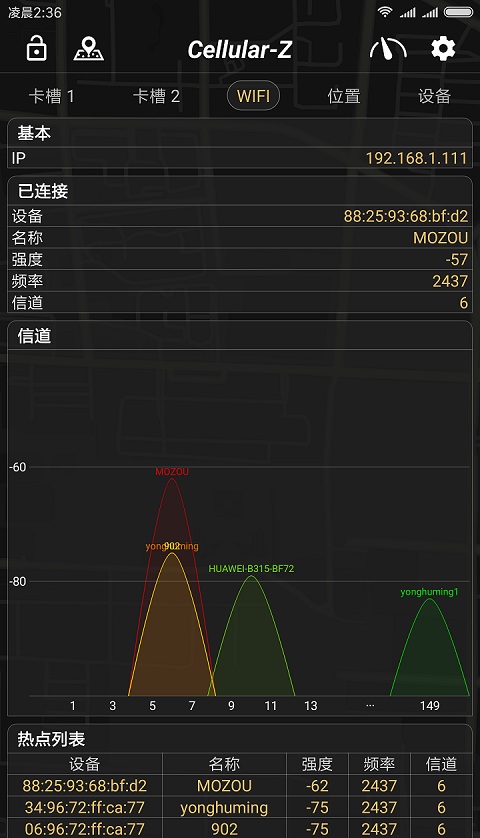 凌晨2:36
Cellular-Z
卡槽 1 卡槽 2 WIFI 位置 设备
基本
IP 192.168.1.111
已连接
设备 88:25:93:68:bf:d2
名称 MOZOU
强度 -57
频率 2437
信道 6
信道
-60
MOZOU
yonghuming 902
HUAWEI-B315-BF72
-80
yonghuming1
1 3 5 7 9 11 13 ... 149
热点列表
设备 名称 强度 频率 信道
88:25:93:68:bf:d2 MOZOU -62 2437 6
34:96:72:ff:ca:77 yonghuming -75 2437 6
06:96:72:ff:ca:77 902 -75 2437 6